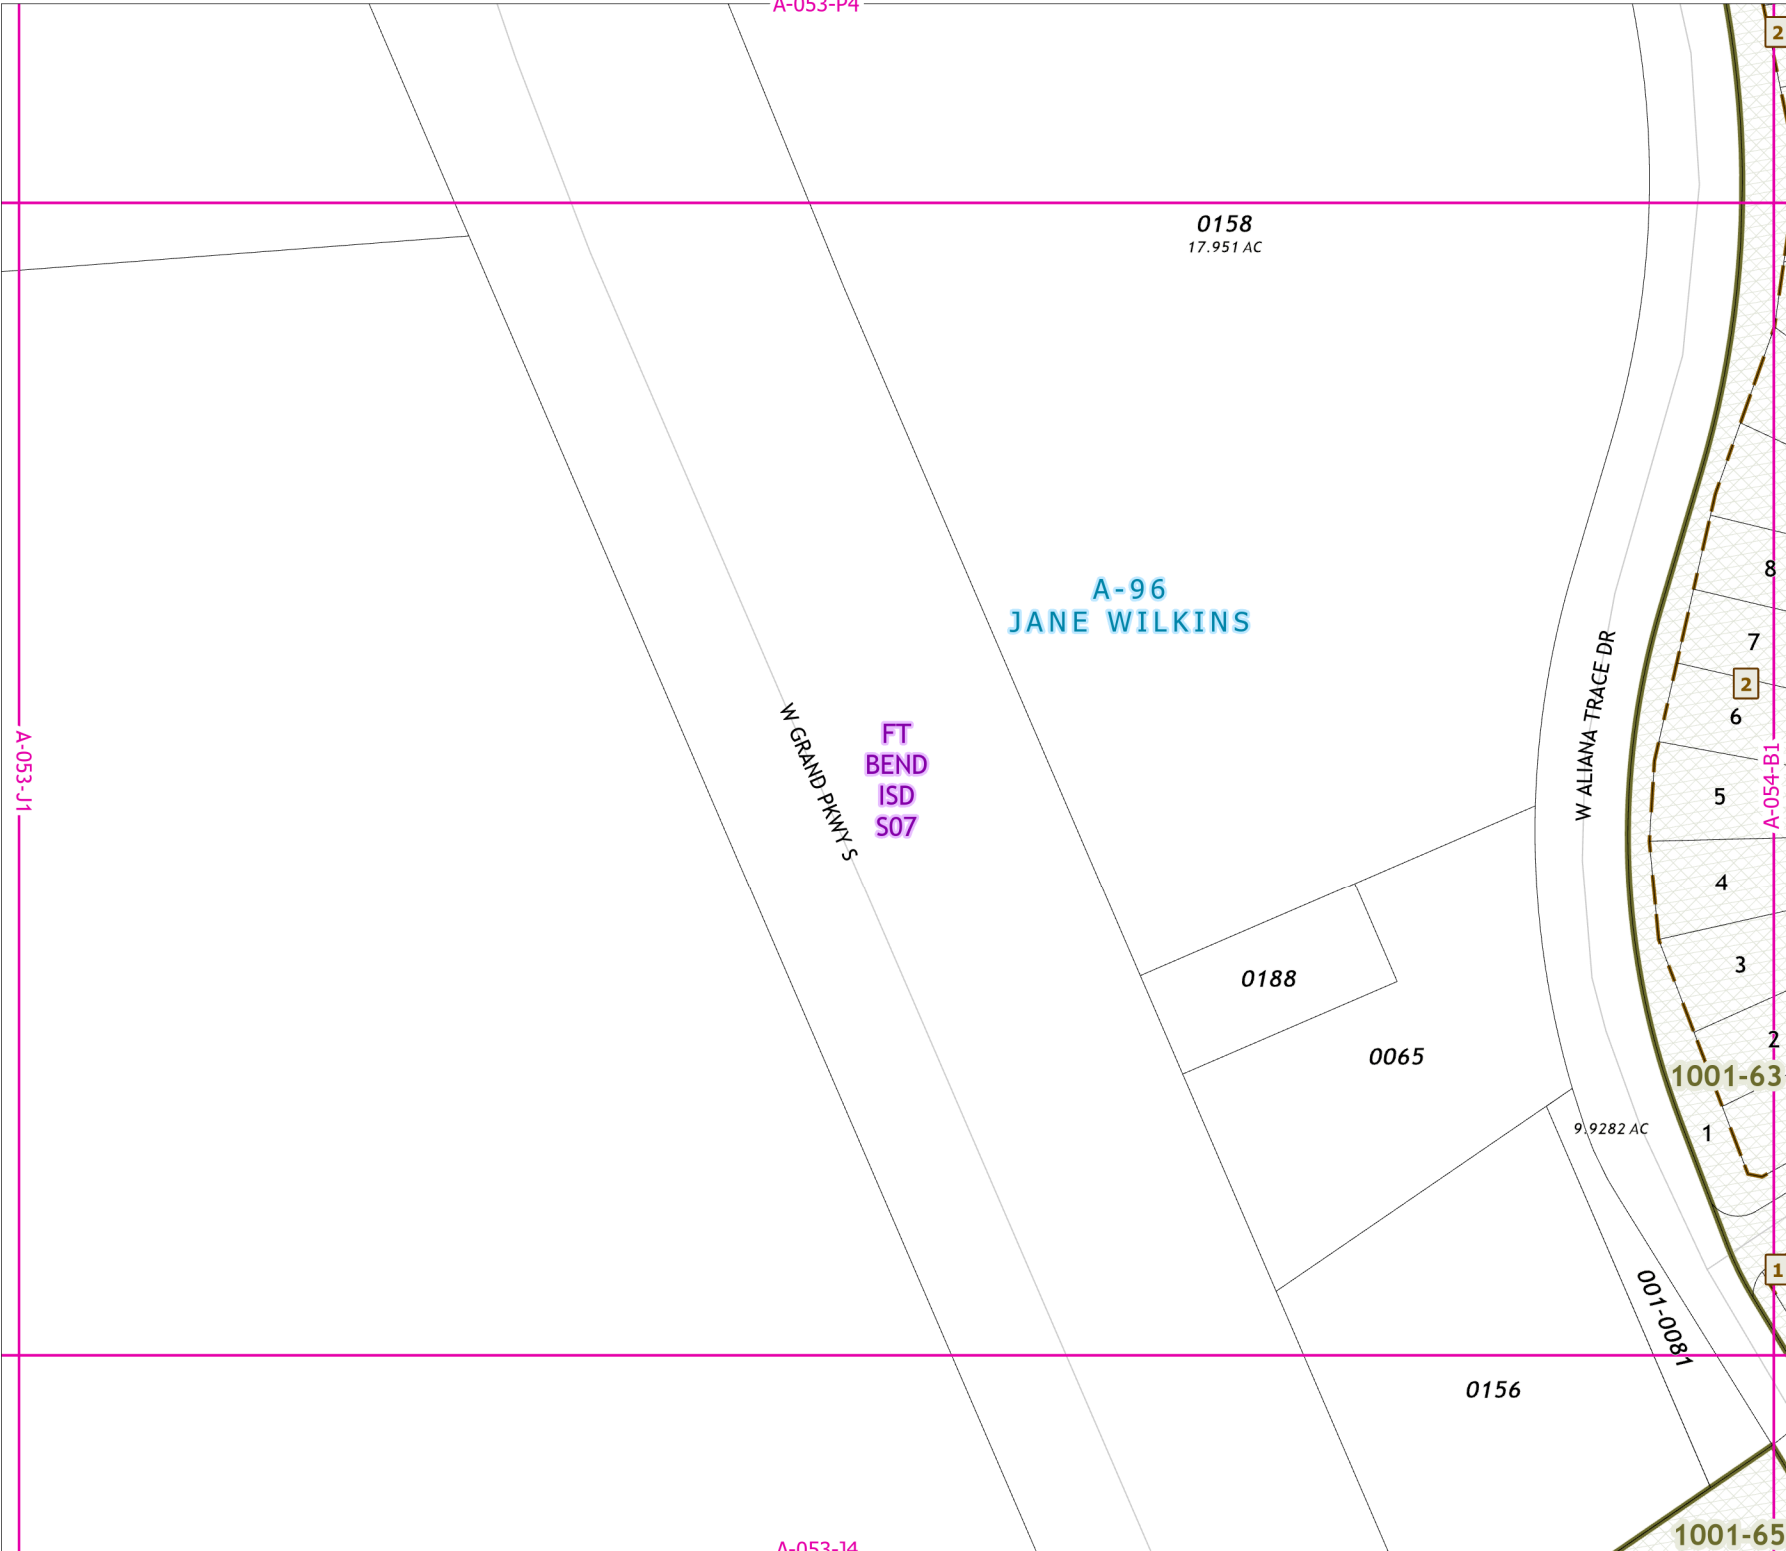 A-053-P4
2
0158
17.951 AC
8
A-96
JANE WILKINS
7
2
6
W ALIANA TRACE DR
W GRAND PKWY S
FT
BEND
ISD
S07
A-053-J1
A-054-B1
5
4
3
0188
2
0065
1001-63
9.9282 AC
1
1
001-0081
0156
1001-65
A-053-J4